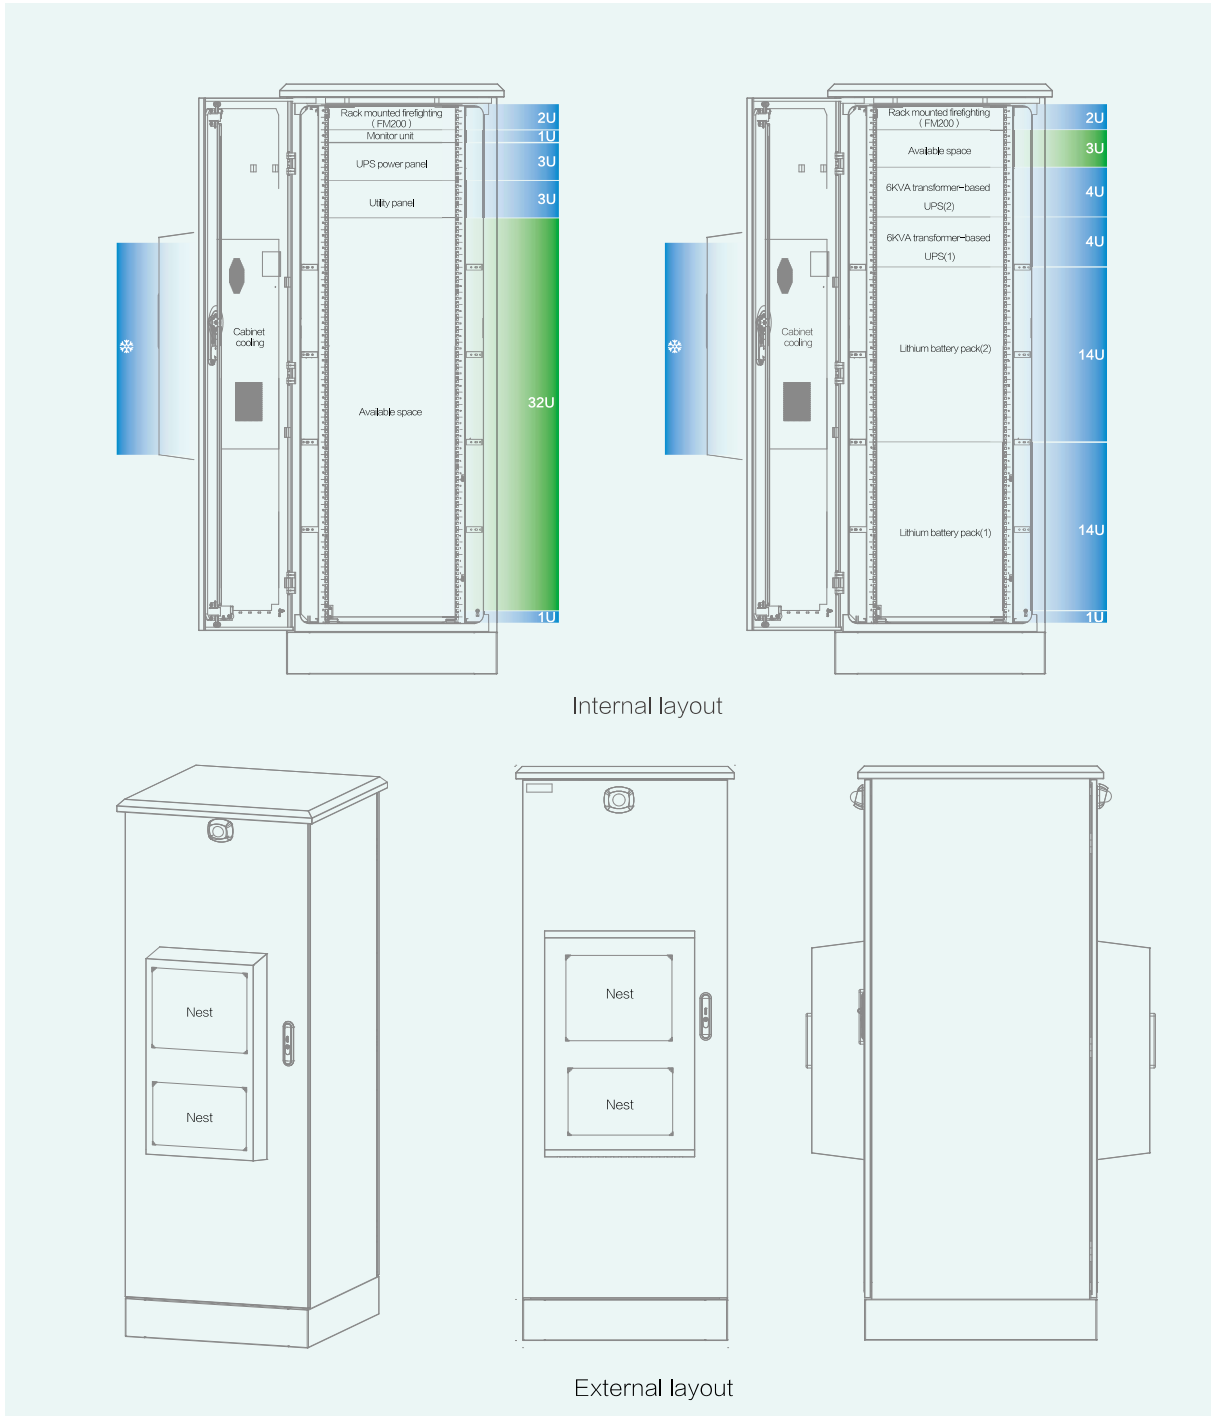 Rack mounted firefighting
( FM200 )
2U
Monitor unit
1U
UPS power panel
3U
Utility panel
3U
Cabinet
cooling
Available space
32U
1U
Rack mounted firefighting
( FM200 )
2U
Available space
3U
6KVA transformer-based
UPS(2)
4U
6KVA transformer-based
UPS(1)
4U
Cabinet
cooling
Lithium battery pack(2)
14U
Lithium battery pack(1)
14U
1U
Internal layout
Nest
Nest
Nest
Nest
External layout